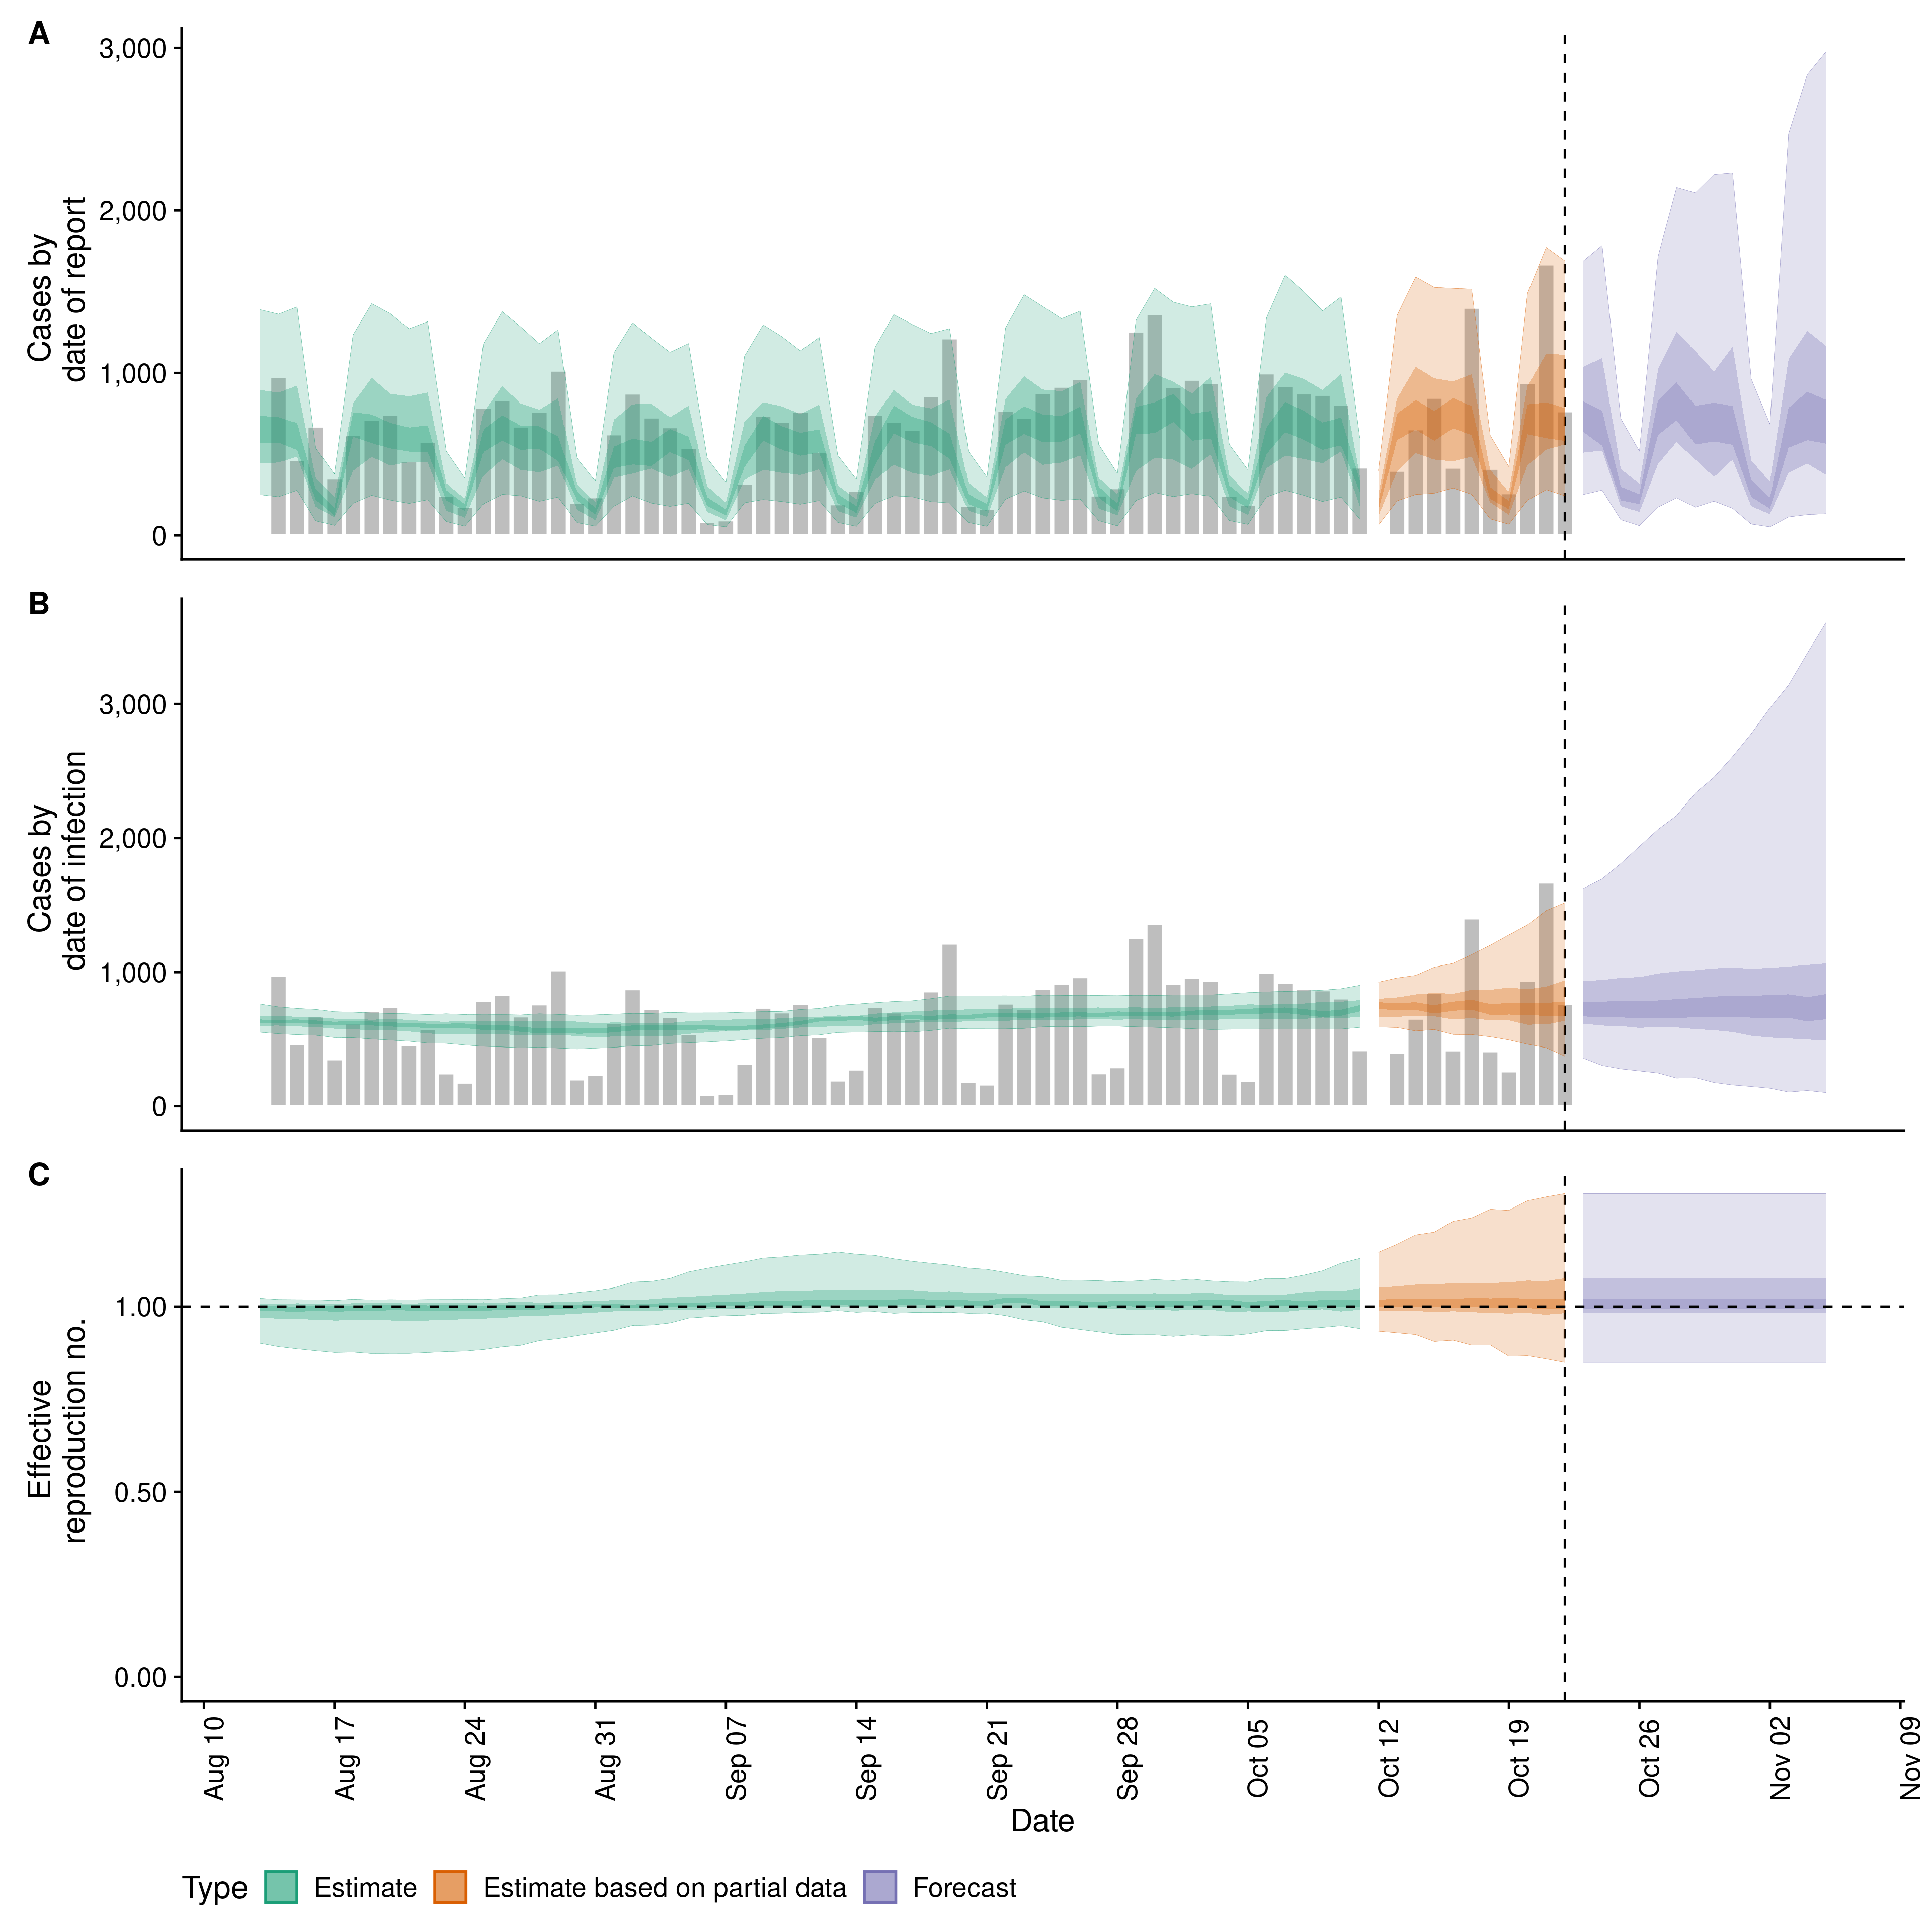 A
3,000
2,000
1,000
0
Cases by
date of report
B
3,000
2,000
1,000
0
Cases by
date of infection
C
1.00
0.50
0.00
Effective
reproduction no.
Aug 10
Aug 17
Aug 24
Aug 31
Sep 07
Sep 14
Sep 21
Sep 28
Oct 05
Oct 12
Oct 19
Oct 26
Nov 02
Nov 09
Date
Type Estimate Estimate based on partial data Forecast